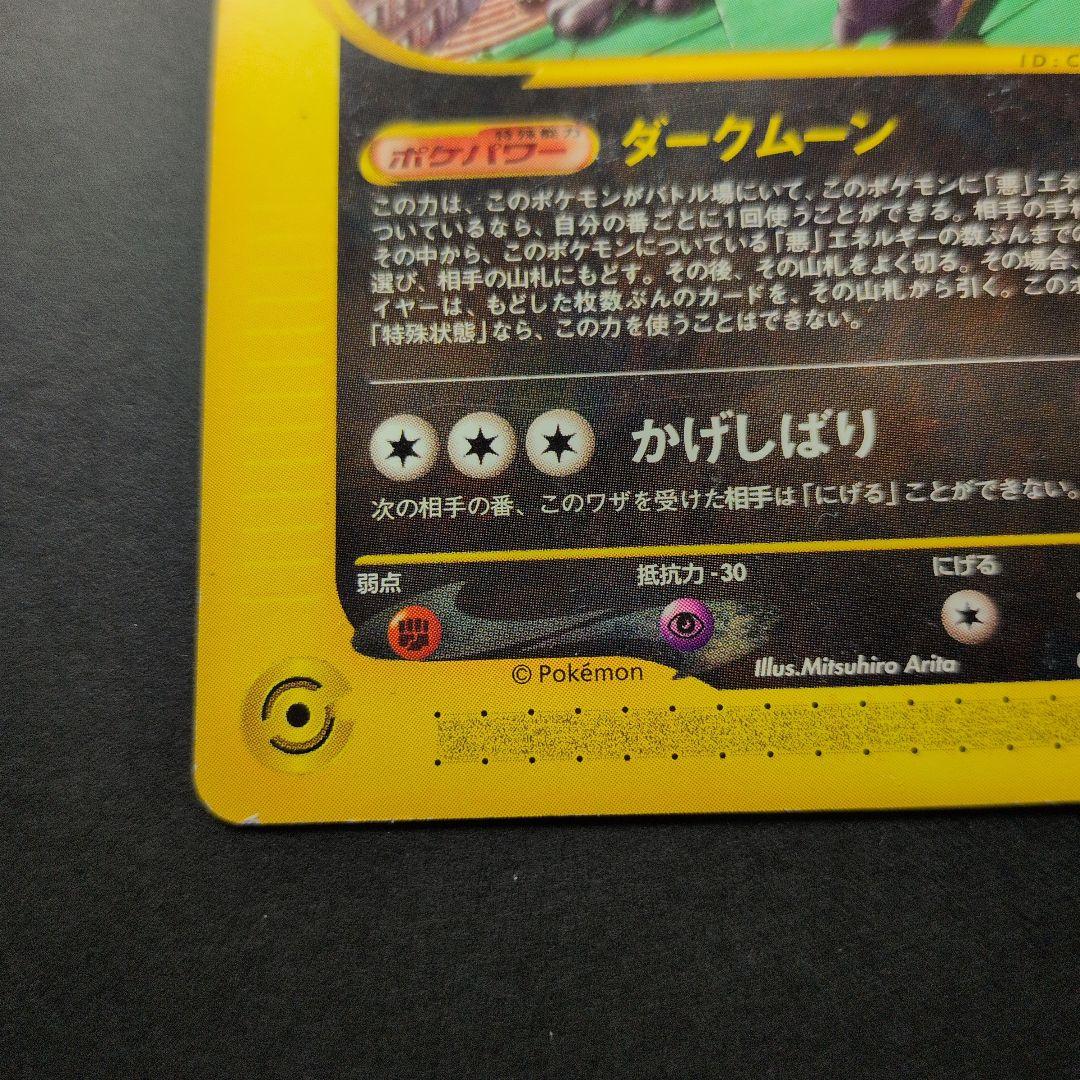 ID:C
特殊能力
ポケパワー ダークムーン
この力は、このポケモンがバトル場にいて、このポケモンに「悪」エネ
ついているなら、自分の番ごとに1回使うことができる。相手の手札
その中から、このポケモンについている「悪」エネルギーの数ぶんまでの
選び、相手の山札にもどす。その後、その山札をよく切る。その場合、
イヤーは、もどした枚数ぶんのカードを、その山札から引く。このポ
「特殊状態」なら、この力を使うことはできない。
かげしばり
次の相手の番、このワザを受けた相手は「にげる」ことができない。
弱点 抵抗力-30 にげる
Illus.Mitsuhiro Arita
© Pokémon